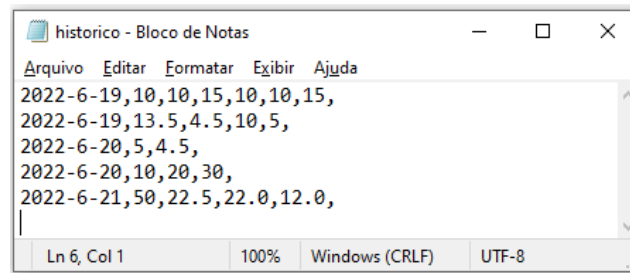 historico - Bloco de Notas
Arquivo Editar Formatar Exibir Ajuda
2022-6-19,10,10,15,10,10,15,
2022-6-19,13.5,4.5,10,5,
2022-6-20,5,4.5,
2022-6-20,10,20,30,
2022-6-21,50,22.5,22.0,12.0,
Ln 6, Col 1 100% Windows (CRLF) UTF-8